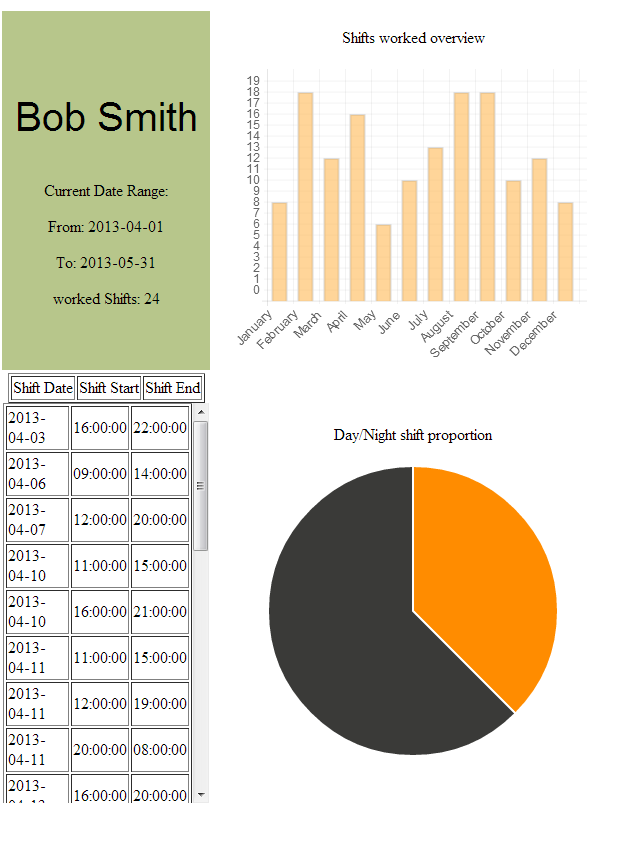 Bob Smith
Current Date Range:
From: 2013-04-01
To: 2013-05-31
worked Shifts: 24
Shift Date Shift Start Shift End
2013-
04-03 16:00:00 22:00:00
2013-
04-06 09:00:00 14:00:00
2013-
04-07 12:00:00 20:00:00
2013-
04-10 11:00:00 15:00:00
2013-
04-10 16:00:00 21:00:00
2013-
04-11 11:00:00 15:00:00
2013-
04-11 12:00:00 19:00:00
2013-
04-11 20:00:00 08:00:00
2013-
16:00:00 20:00:00
Shifts worked overview
19
18
17
16
15
14
13
12
11
10
9
8
7
6
5
4
3
2
1
0
January
February
March
April
May
June
July
August
September
October
November
December
Day/Night shift proportion